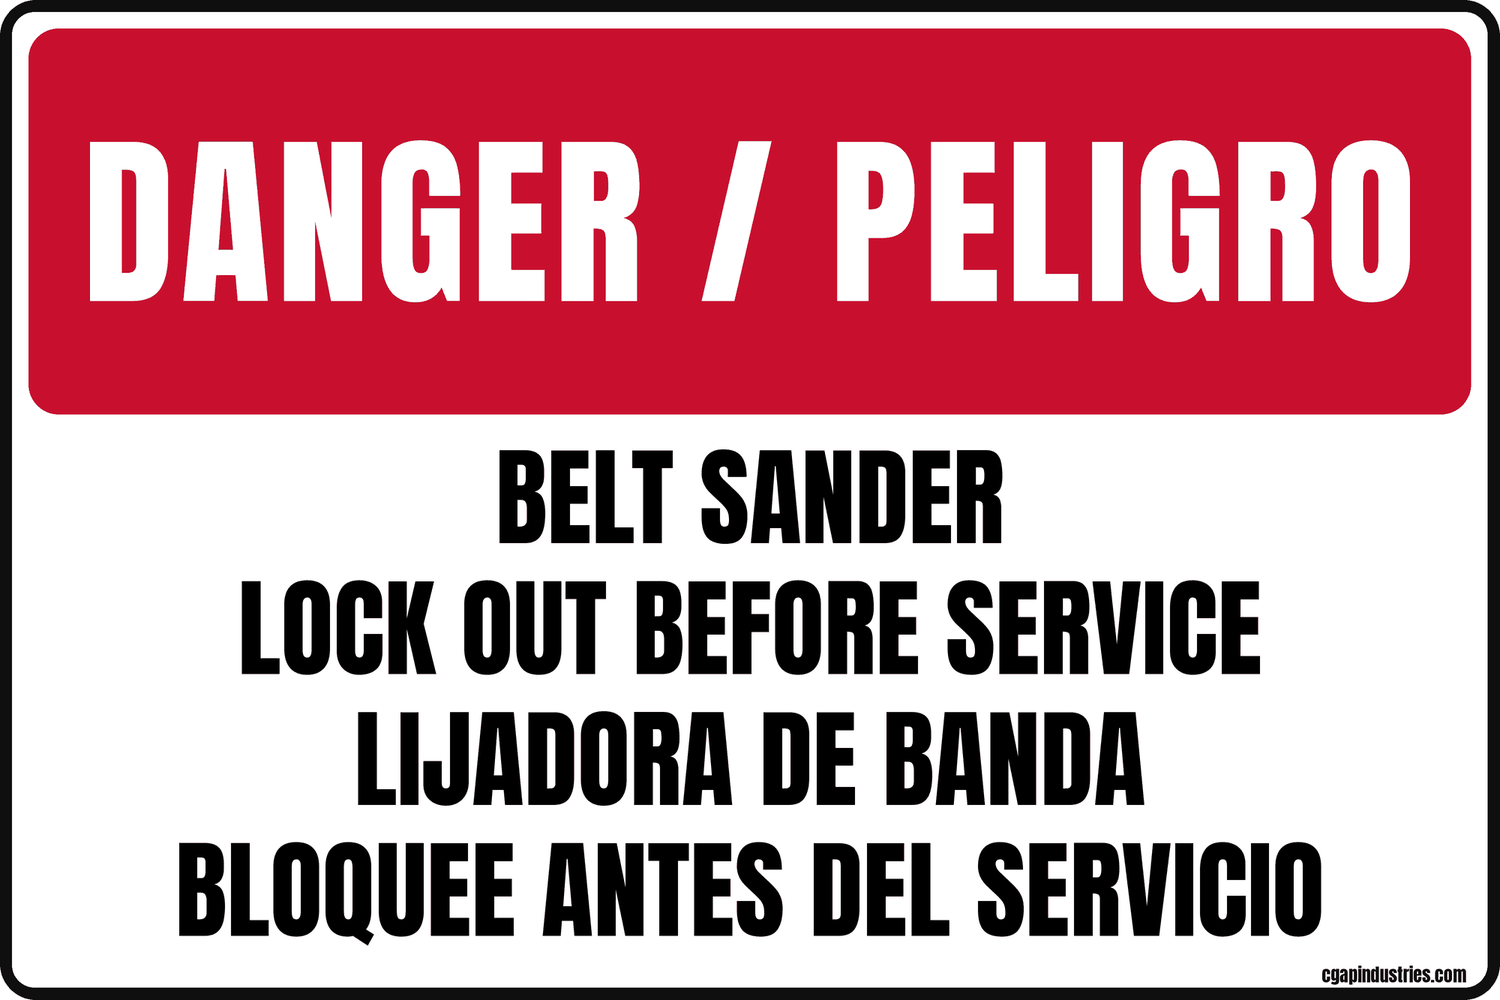 DANGER / PELIGRO
BELT SANDER
LOCK OUT BEFORE SERVICE
LIJADORA DE BANDA
BLOQUEE ANTES DEL SERVICIO
cgapindustries.com